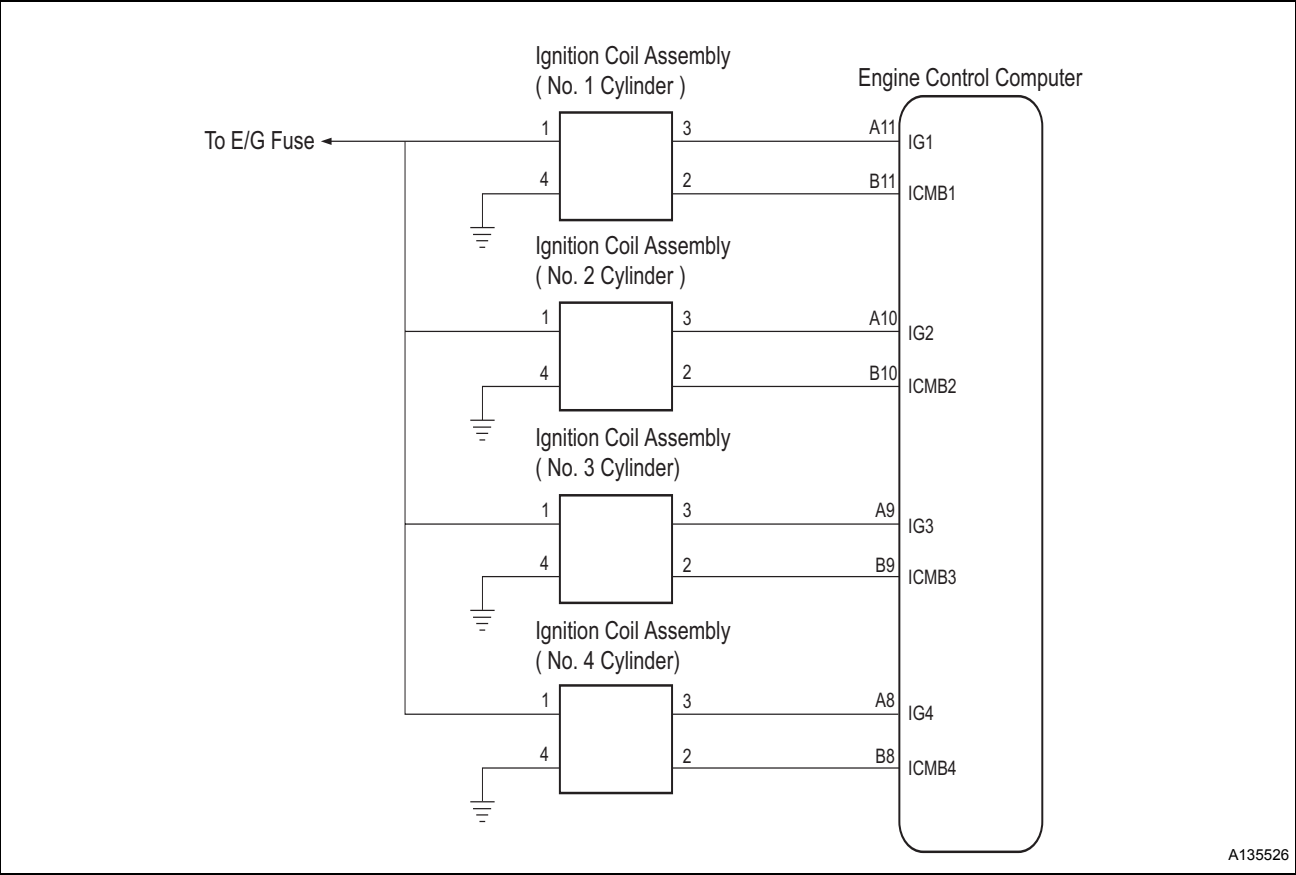 Ignition Coil Assembly
( No. 1 Cylinder )
Engine Control Computer
To E/G Fuse
1
3
A11
IG1
4
2
B11
ICMB1
Ignition Coil Assembly
( No. 2 Cylinder )
1
3
A10
IG2
4
2
B10
ICMB2
Ignition Coil Assembly
( No. 3 Cylinder)
1
3
A9
IG3
4
2
B9
ICMB3
Ignition Coil Assembly
( No. 4 Cylinder)
1
3
A8
IG4
4
2
B8
ICMB4
A135526